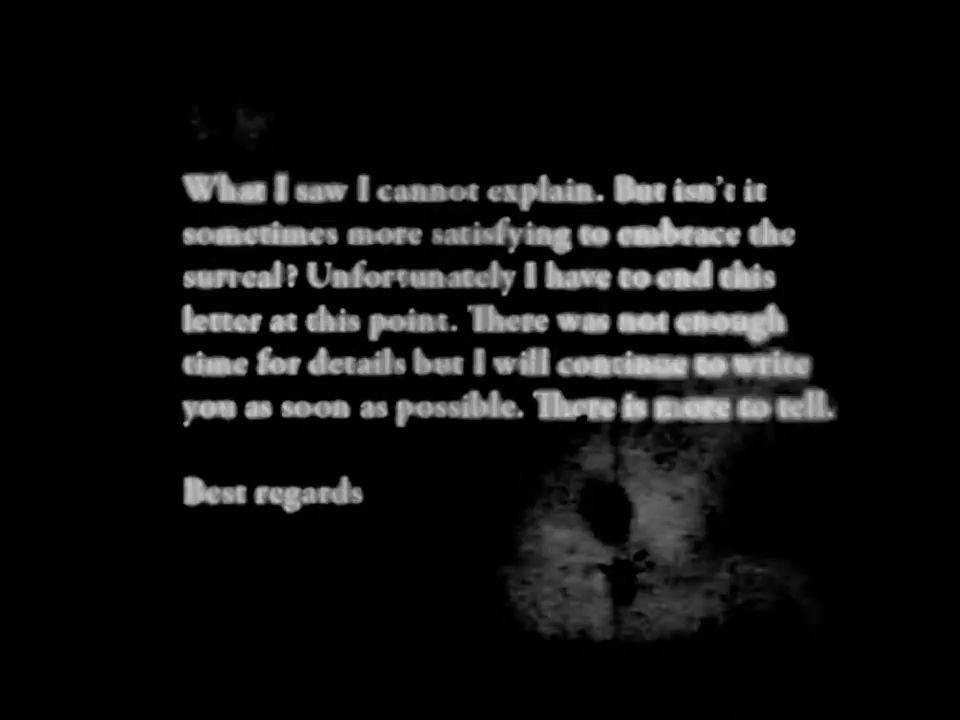 What I saw I cannot explain. But isn't it
sometimes more satisfying to embrace the
surreal? Unfortunately I have to end this
letter at this point. There was not enough
time for details but I will continue to write
you as soon as possible. There is more to tell.
Best regards